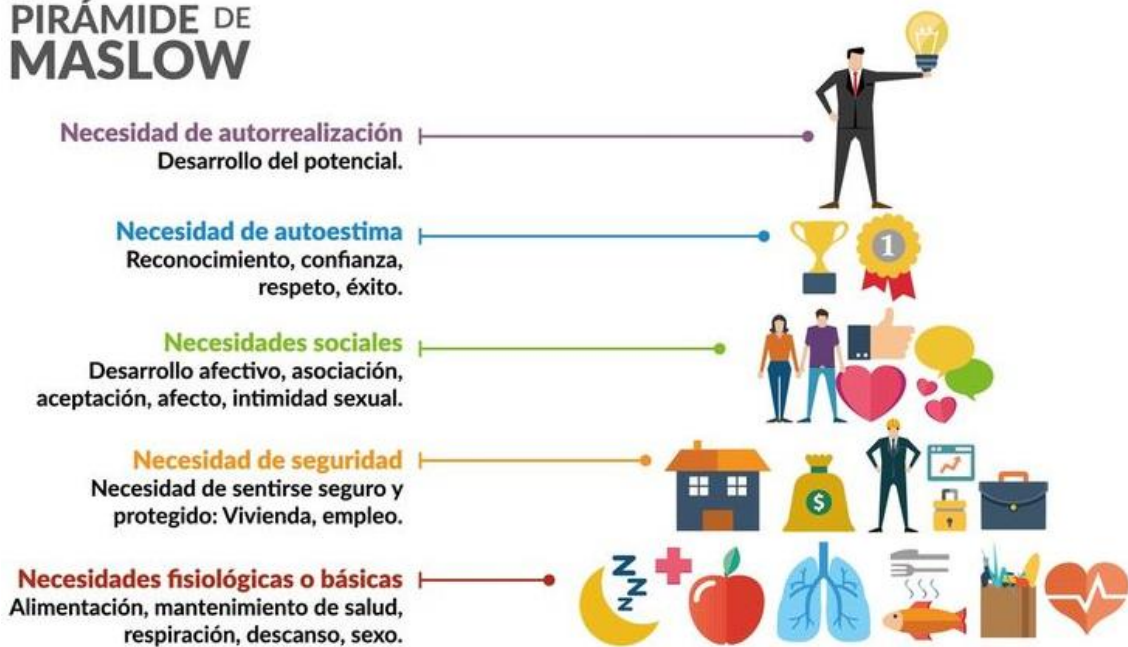 PIRÁMIDE DE
MASLOW
Necesidad de autorrealización
Desarrollo del potencial.
Necesidad de autoestima
Reconocimiento, confianza,
respeto, éxito.
1
Necesidades sociales
Desarrollo afectivo, asociación,
aceptación, afecto, intimidad sexual.
Necesidad de seguridad
Necesidad de sentirse seguro y
protegido: Vivienda, empleo.
$
Necesidades fisiológicas o básicas
Alimentación, mantenimiento de salud,
respiración, descanso, sexo.
ZZZ